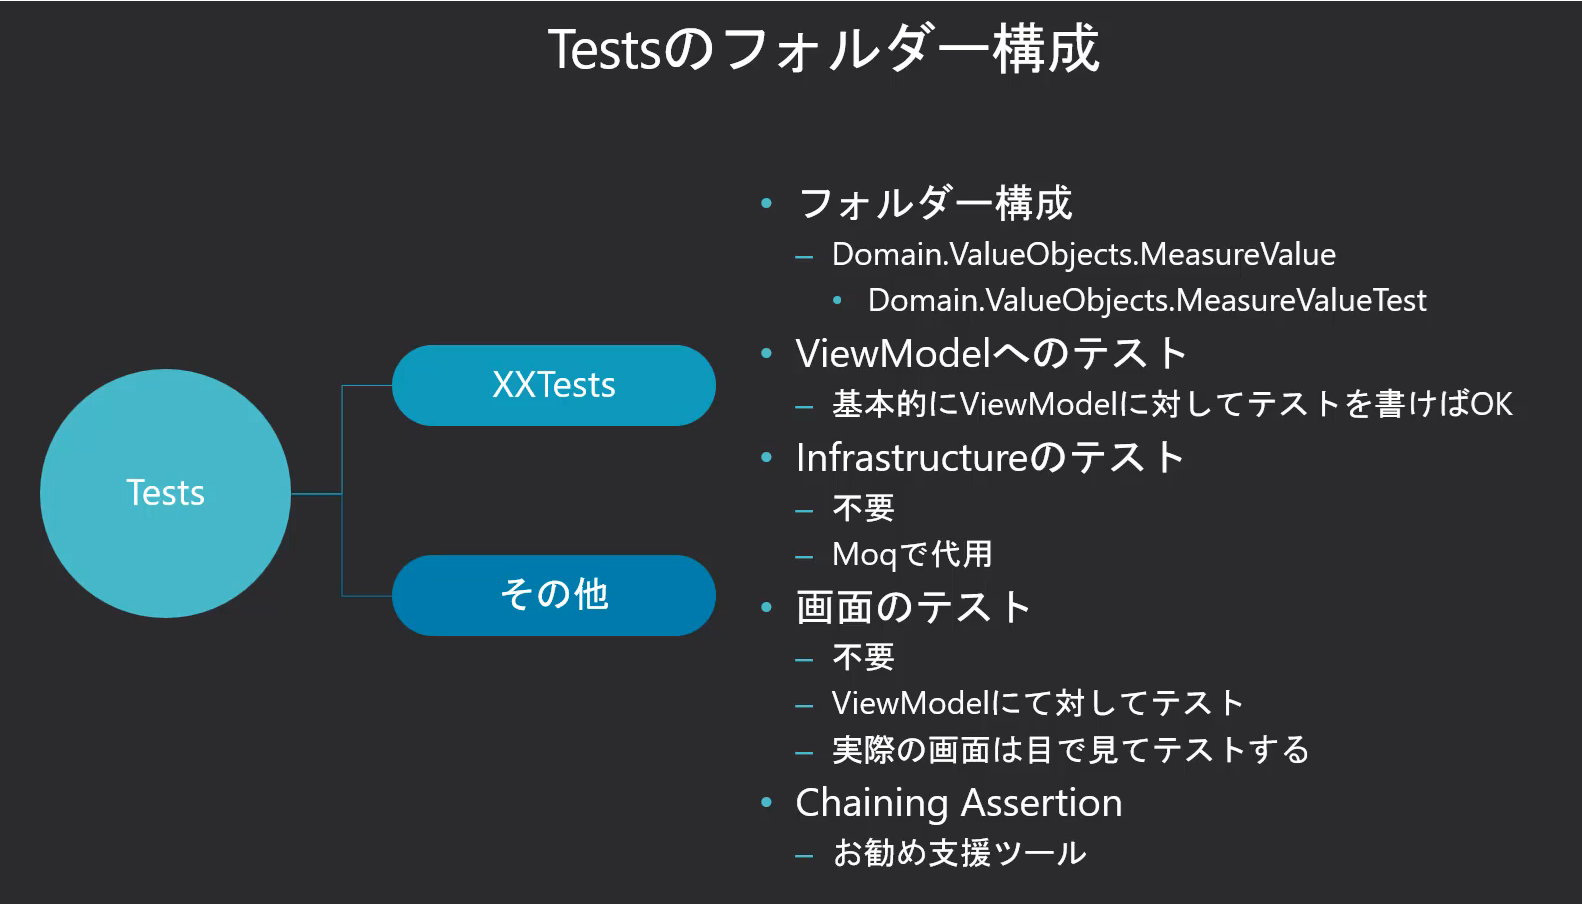 Testsのフォルダー構成
Tests
XXTests
その他
• フォルダー構成
– Domain.ValueObjects.MeasureValue
• Domain.ValueObjects.MeasureValueTest
• ViewModelへのテスト
– 基本的にViewModelに対してテストを書けばOK
• Infrastructureのテスト
– 不要
– Moqで代用
• 画面のテスト
– 不要
– ViewModelにて対してテスト
– 実際の画面は目で見てテストする
• Chaining Assertion
– お勧め支援ツール